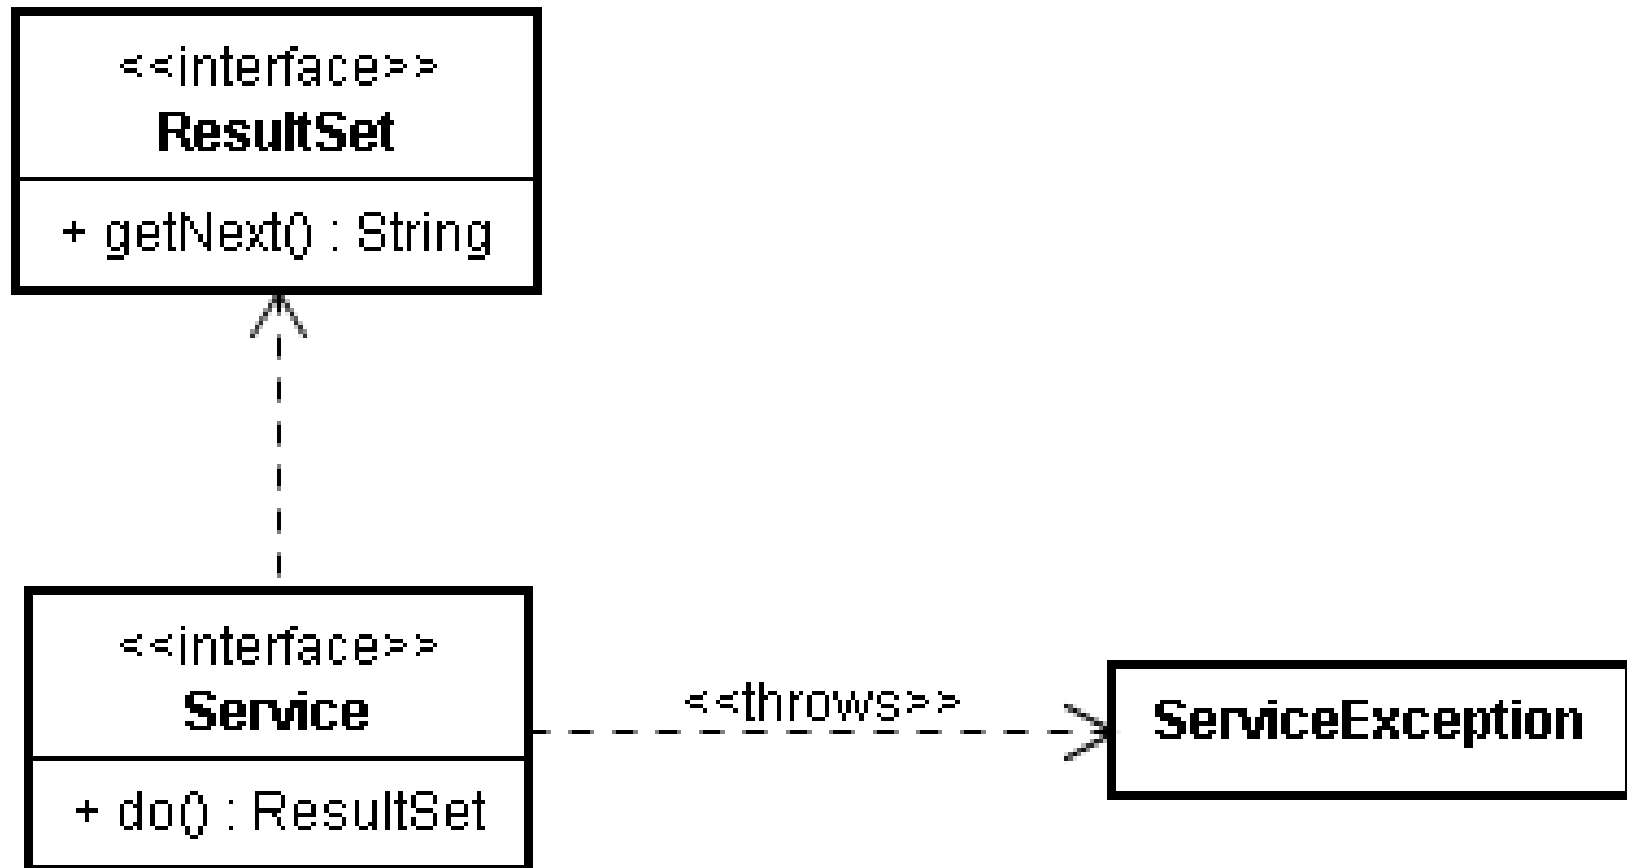 <<interface>>
ResultSet
+ getNext() : String
<<interface>>
Service
+ do() : ResultSet
<<throws>>
ServiceException